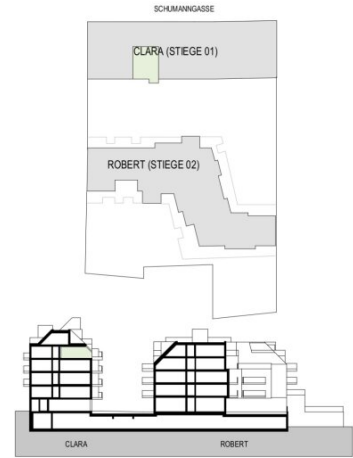 SCHUMANNGASSE
CLARA (STIEGE 01)
ROBERT (STIEGE 02)
CLARA
ROBERT